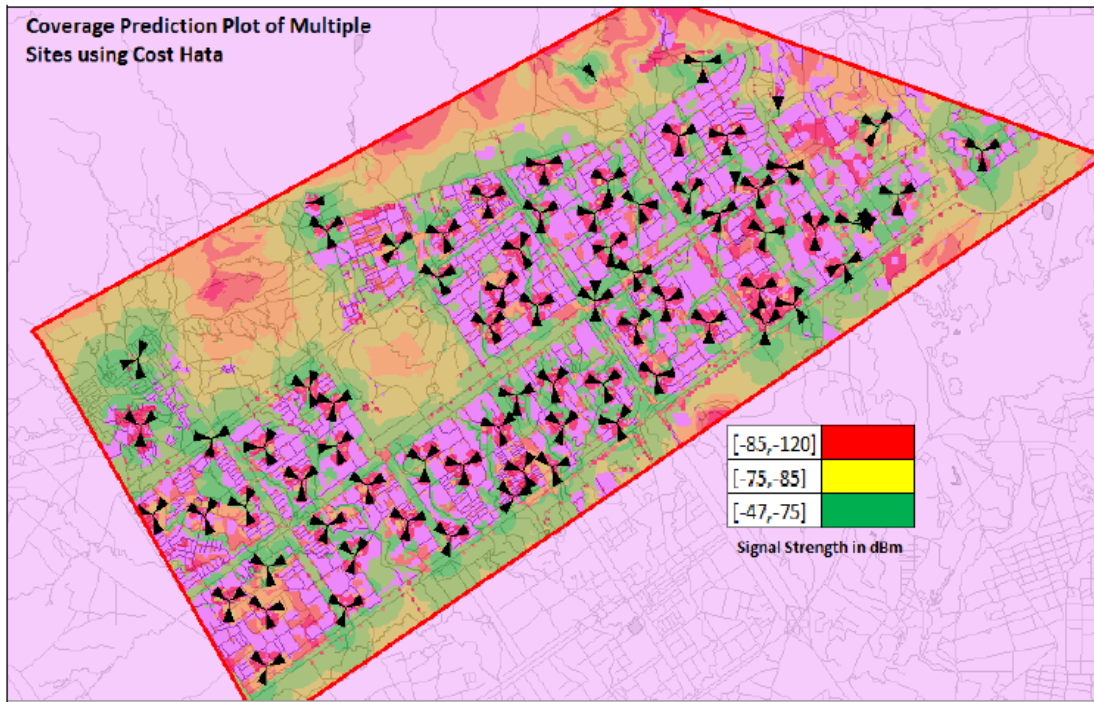 Coverage Prediction Plot of Multiple
Sites using Cost Hata
[-85,-120]
[-75,-85]
[-47,-75]
Signal Strength in dBm